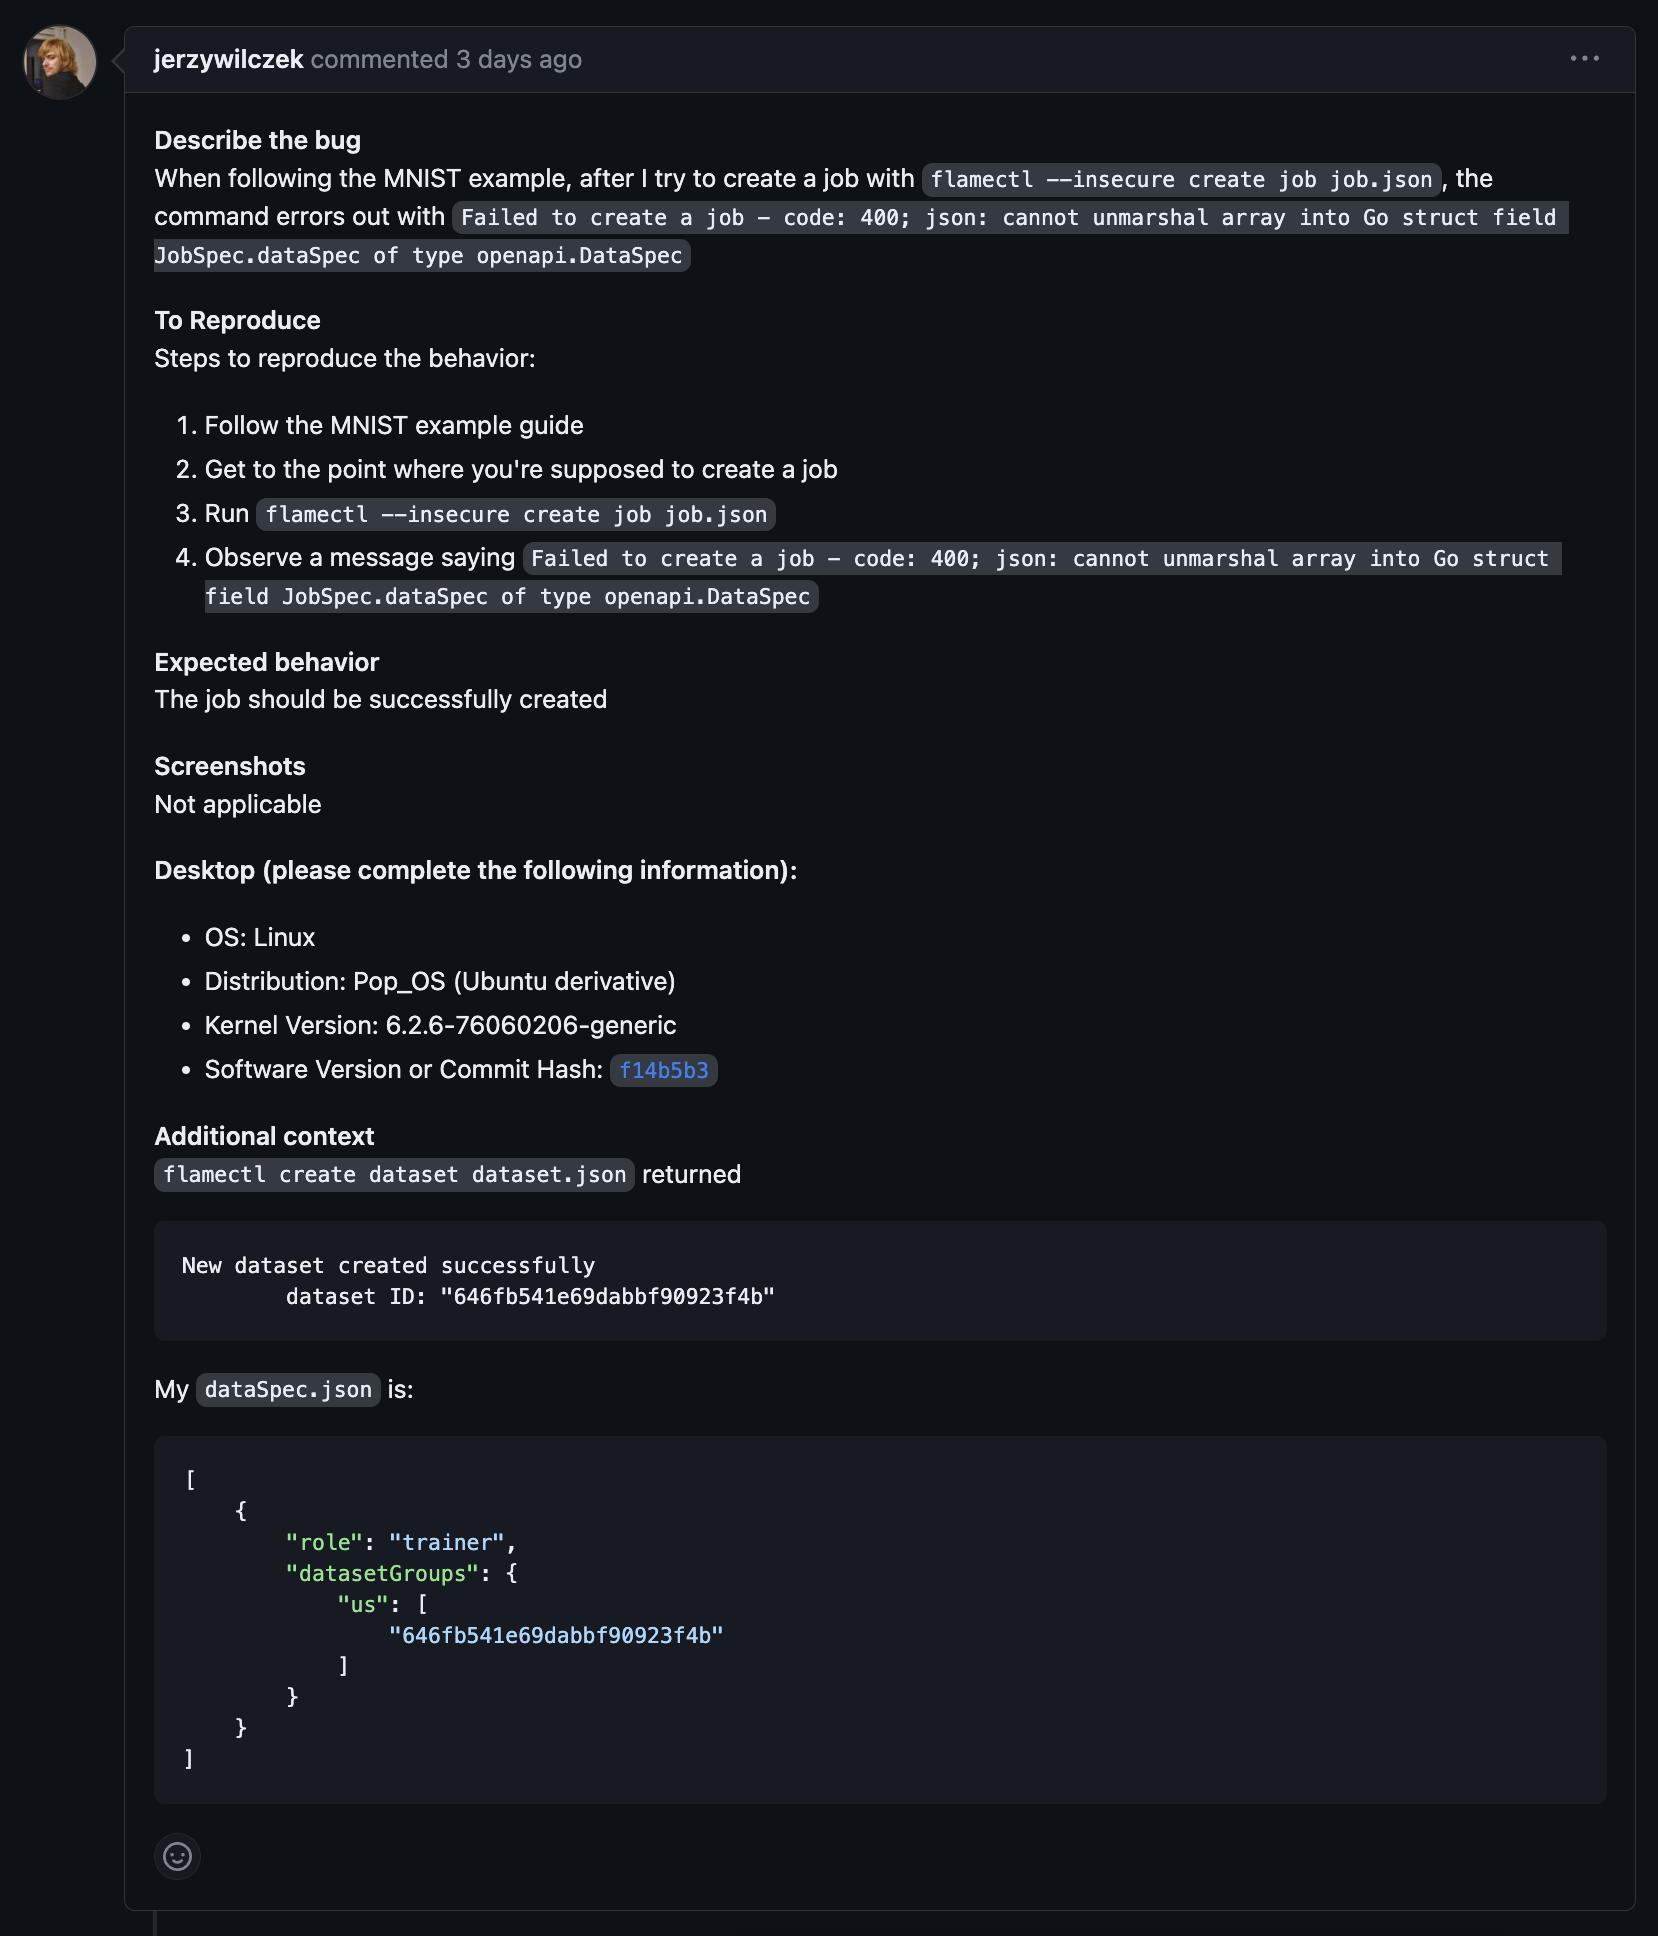 jerzywilczek commented 3 days ago
Describe the bug
When following the MNIST example, after I try to create a job with flamectl --insecure create job job.json, the
command errors out with Failed to create a job - code: 400; json: cannot unmarshal array into Go struct field
JobSpec.dataSpec of type openapi.DataSpec
To Reproduce
Steps to reproduce the behavior:
1. Follow the MNIST example guide
2. Get to the point where you're supposed to create a job
3. Run flamectl --insecure create job job.json
4. Observe a message saying Failed to create a job - code: 400; json: cannot unmarshal array into Go struct
field JobSpec.dataSpec of type openapi.DataSpec
Expected behavior
The job should be successfully created
Screenshots
Not applicable
Desktop (please complete the following information):
• OS: Linux
• Distribution: Pop_OS (Ubuntu derivative)
• Kernel Version: 6.2.6-76060206-generic
• Software Version or Commit Hash: f14b5b3
Additional context
flamectl create dataset dataset.json returned
New dataset created successfully
        dataset ID: "646fb541e69dabbf90923f4b"
My dataSpec.json is:
[
    {
        "role": "trainer",
        "datasetGroups": {
            "us": [
                "646fb541e69dabbf90923f4b"
            ]
        }
    }
]